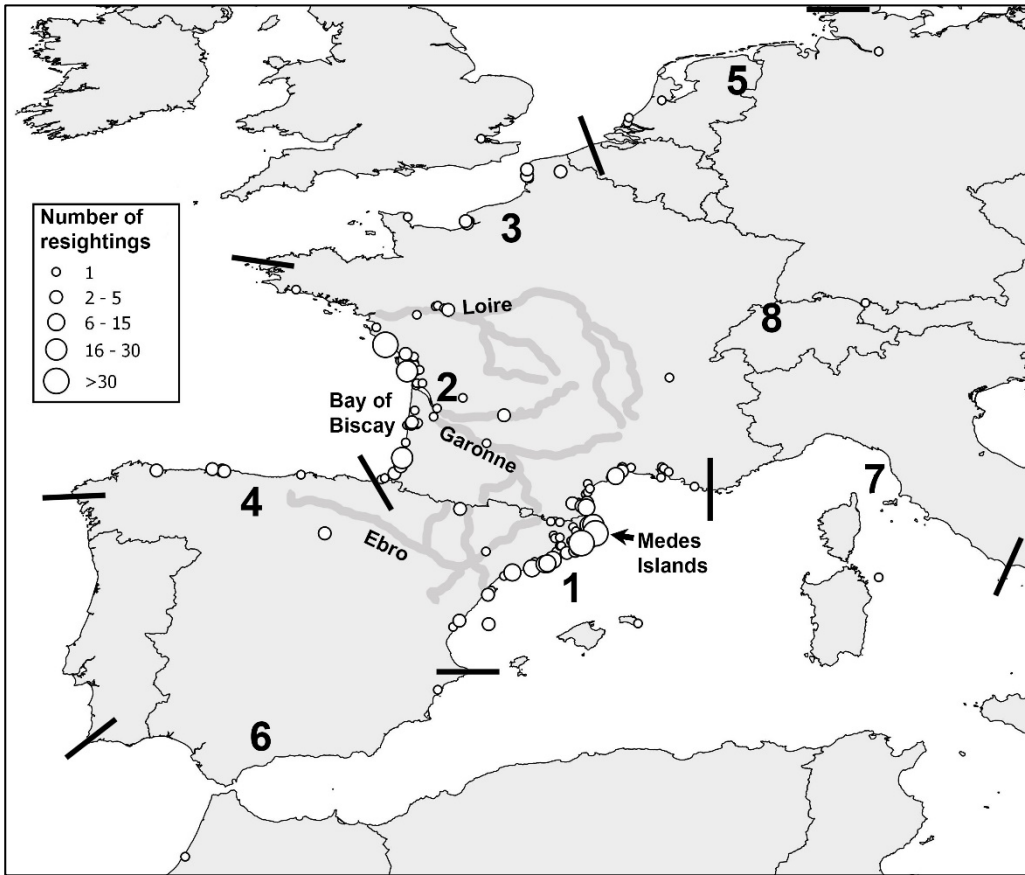 5
3
Number of
resightings
1
2 - 5
6 - 15
16 - 30
>30
Loire
8
2
Bay of
Biscay
Garonne
7
4
Ebro
Medes
Islands
1
6